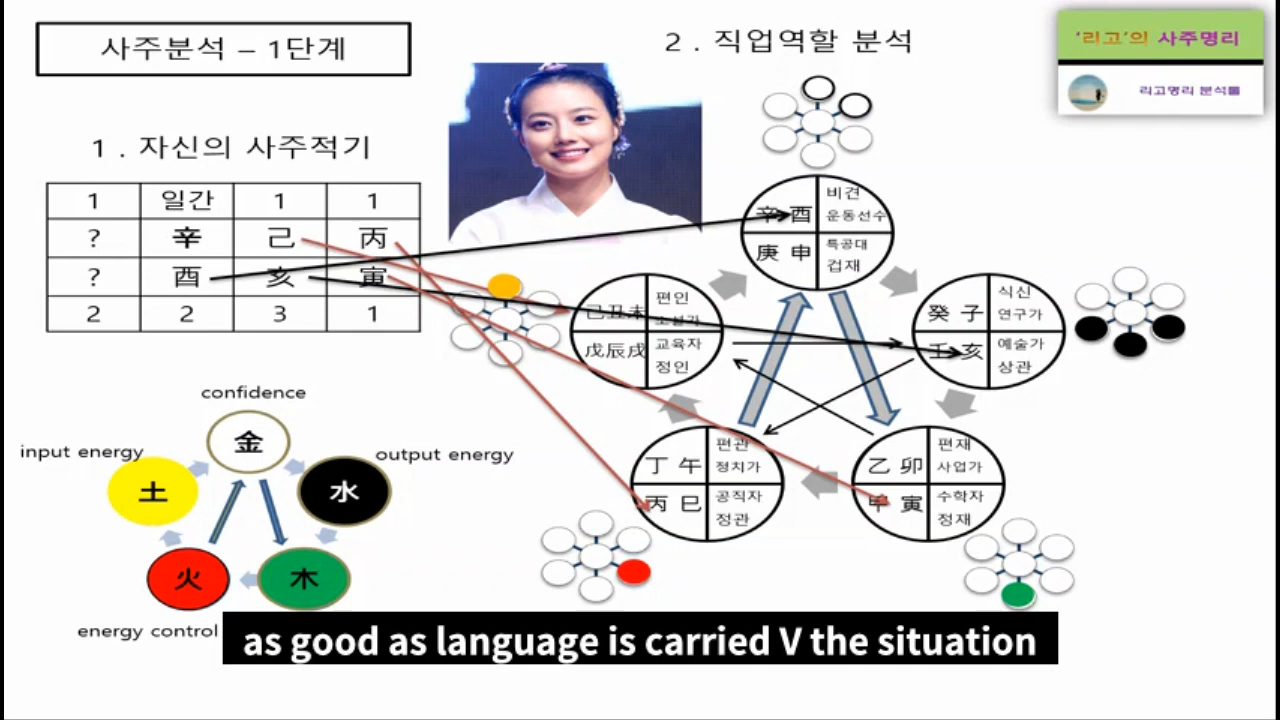 사주분석 – 1단계
2 . 직업역할 분석
'리고'의 사주명리
리고명리 분석툴
1 . 자신의 사주적기
1 일간 1 1
? 辛 己 丙
? 酉 亥 寅
2 2 3 1
辛 酉
비견
운동선수
庚 申
특공대
겁재
己丑未
편인
소설가
戊辰戌
교육자
정인
癸 子
식신
연구가
壬 亥
예술가
상관
丁 午
편관
정치가
丙 巳
공직자
정관
乙 卯
편재
사업가
甲 寅
수학자
정재
confidence
金
input energy
output energy
土
水
火
木
energy control
as good as language is carried V the situation